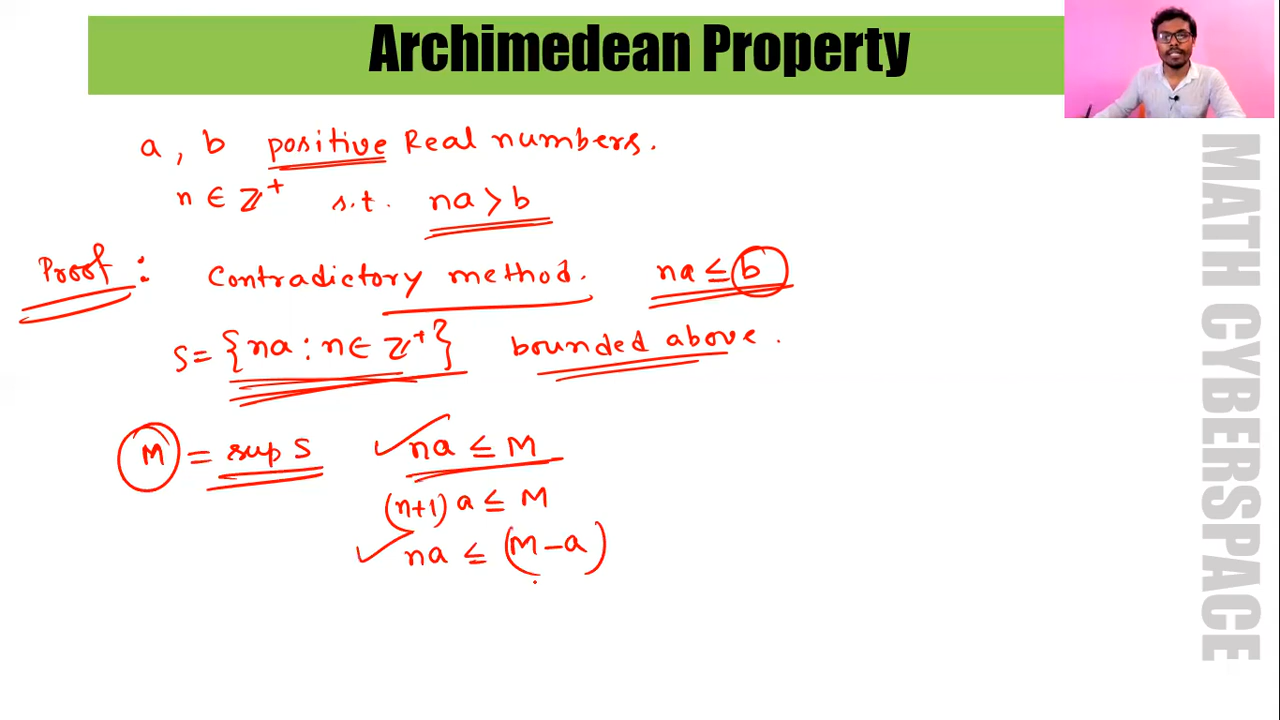 Archimedean Property
a, b positive Real numbers.
n ∈ ℤ⁺ s.t. na > b
Proof : Contradictory method. na ≤ b
S = {na : n ∈ ℤ⁺} bounded above.
M = sup S na ≤ M
(n+1) a ≤ M
na ≤ (M - a)
MATH CYBERSPACE